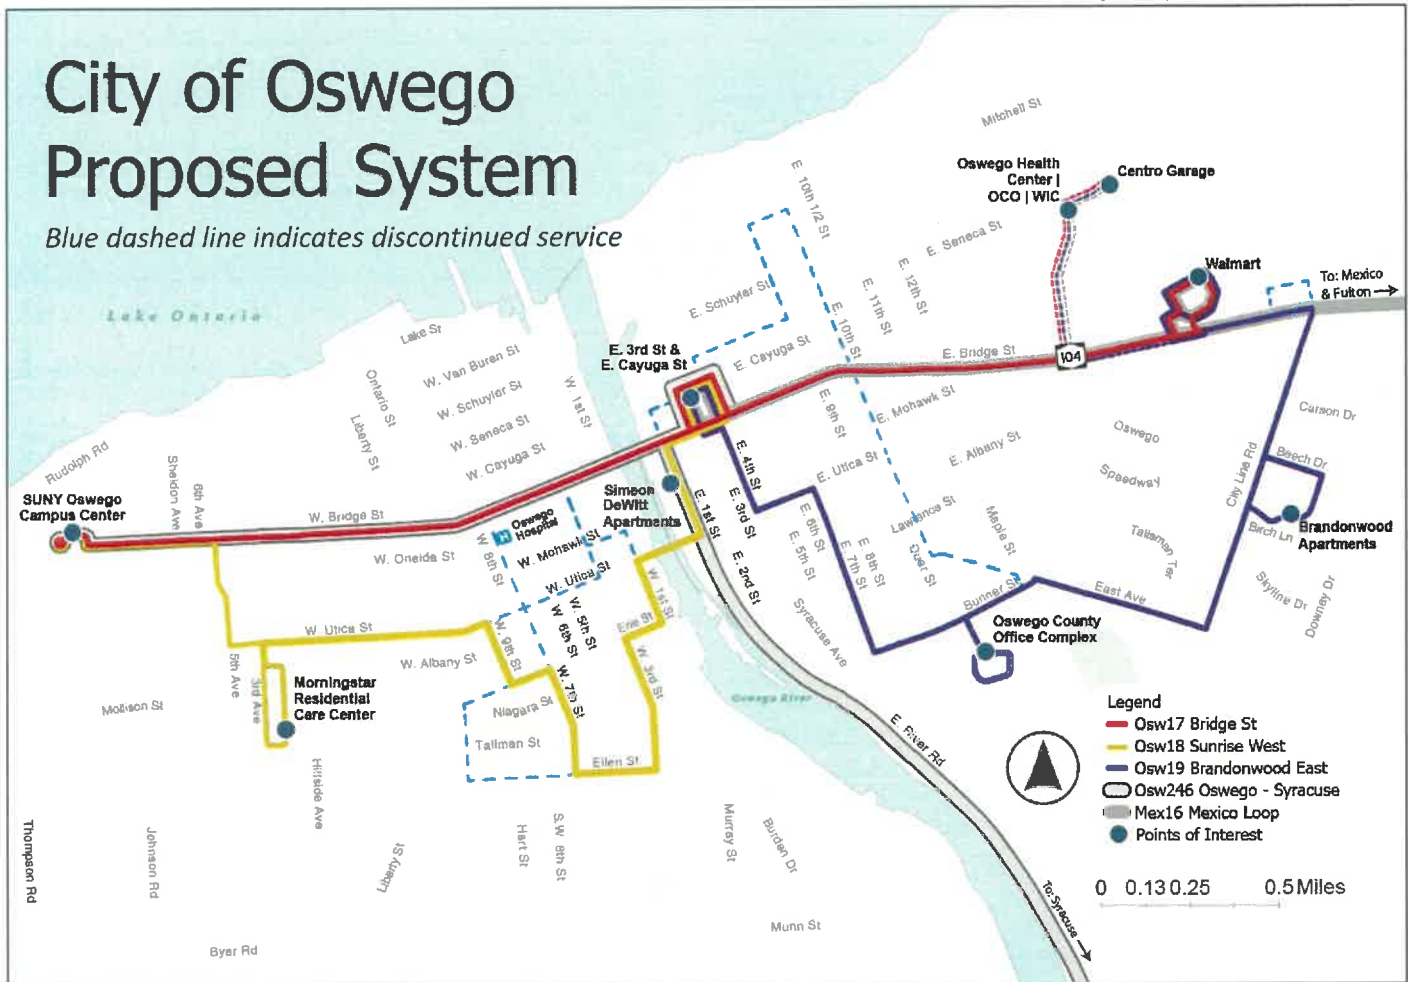 City of Oswego
Proposed System
Blue dashed line indicates discontinued service
Lake Ontario
Mitchell St
Oswego Health
Center |
OCO | WIC
Centro Garage
E. 10th 1/2 St
E. Seneca St
E. 12th St
E. 11th St
Walmart
To: Mexico
& Fulton
E. Schuyler St
E. 10th St
Lake St
E. 3rd St &
E. Cayuga St
E. Cayuga St
E. Bridge St
104
W. Van Buren St
Ontario St
W. Schuyler St
W. 1st St
Liberty St
W. Seneca St
W. Cayuga St
E. 9th St
E. Mohawk St
Carson Dr
Oswego
Speedway
E. Albany St
E. 4th St
E. Utica St
City Line Rd
Beech Dr
Rudolph Rd
Sheldon Ave
6th Ave
SUNY Oswego
Campus Center
W. Bridge St
Simeon
DeWitt
Apartments
E. 1st St
E. 3rd St
E. 2nd St
Oswego
Hospital
H
W. Mohawk St
W. Oneida St
W. 8th St
W. Utica St
Lawrence St
Maple St
E. 6th St
E. 5th St
E. 8th St
E. 7th St
Duer St
Talisman Ter
Brandonwood
Apartments
Birch Ln
Skyline Dr
Downey Dr
Bunner St
East Ave
Syracuse Ave
Oswego County
Office Complex
W. 1st St
Erie St
W. 5th St
W. 6th St
W. 3rd St
W. Utica St
W. 9th St
W. Albany St
W. 7th St
5th Ave
3rd Ave
Morningstar
Residential
Care Center
Mollison St
Niagara St
Tallman St
Ellen St
Oswego River
E. River Rd
Hillside Ave
Thompson Rd
Johnson Rd
Liberty St
Hart St
S.W. 8th St
Murray St
Burden Dr
Munn St
Byer Rd
To: Syracuse
Legend
Osw17 Bridge St
Osw18 Sunrise West
Osw19 Brandonwood East
Osw246 Oswego - Syracuse
Mex16 Mexico Loop
Points of Interest
0 0.13 0.25 0.5 Miles